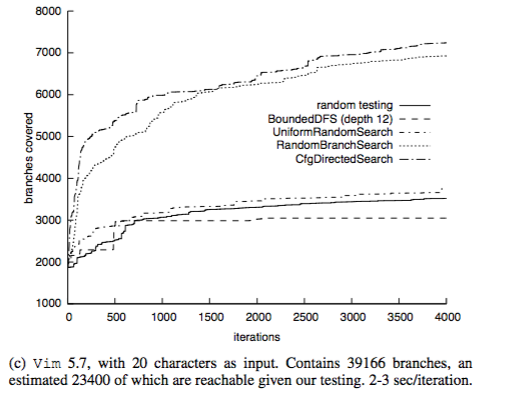 8000
7000
6000
5000
4000
3000
2000
1000
branches covered
random testing
BoundedDFS (depth 12)
UniformRandomSearch
RandomBranchSearch
CfgDirectedSearch
0 500 1000 1500 2000 2500 3000 3500 4000
iterations
(c) Vim 5.7, with 20 characters as input. Contains 39166 branches, an
estimated 23400 of which are reachable given our testing. 2-3 sec/iteration.